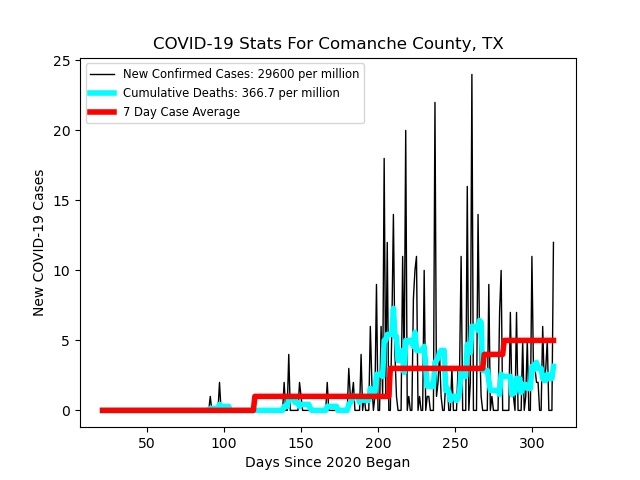 COVID-19 Stats For Comanche County, TX
New Confirmed Cases: 29600 per million
Cumulative Deaths: 366.7 per million
7 Day Case Average
25
20
15
10
5
0
New COVID-19 Cases
50 100 150 200 250 300
Days Since 2020 Began